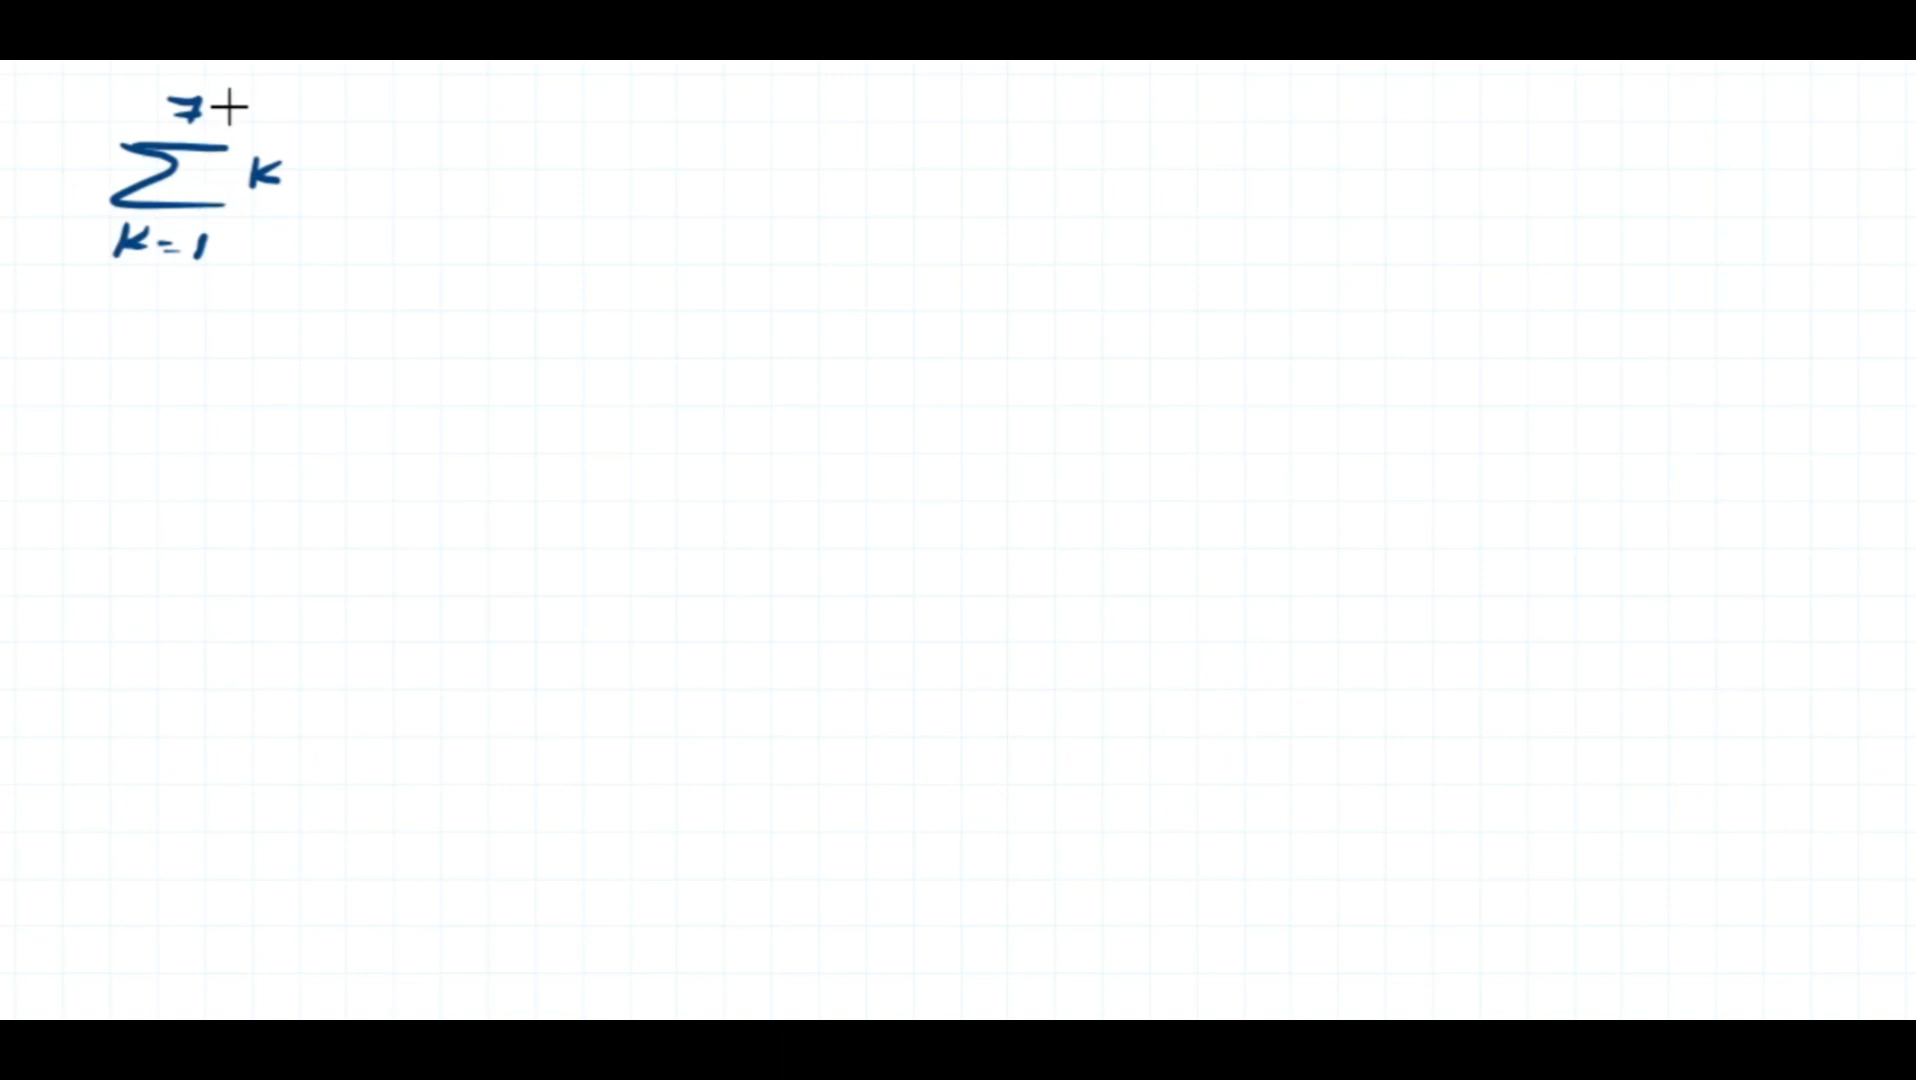 7
∑ k
k = 1